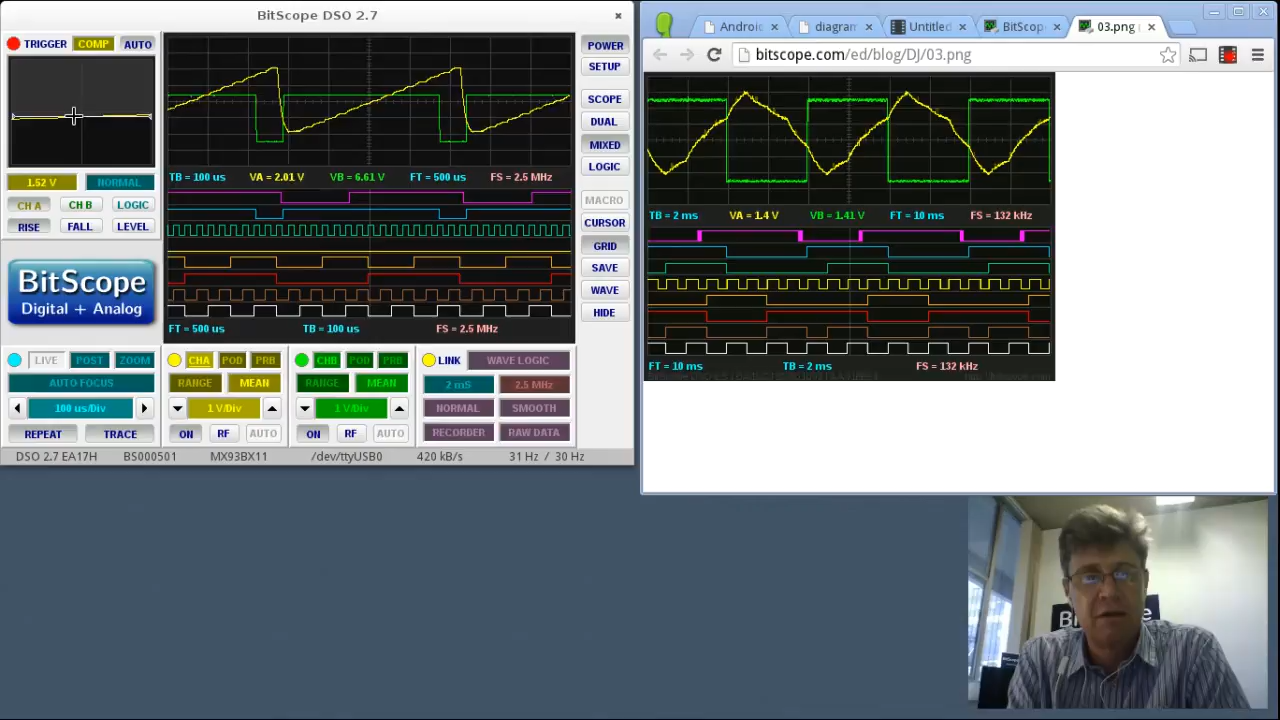 BitScope DSO 2.7
TRIGGER COMP AUTO
1.52 V NORMAL
CH A CH B LOGIC
RISE FALL LEVEL
BitScope
Digital + Analog
TB = 100 us VA = 2.01 V VB = 6.61 V FT = 500 us FS = 2.5 MHz
FT = 500 us TB = 100 us FS = 2.5 MHz
POWER
SETUP
SCOPE
DUAL
MIXED
LOGIC
MACRO
CURSOR
GRID
SAVE
WAVE
HIDE
LIVE POST ZOOM
AUTO FOCUS
100 us/Div
REPEAT TRACE
CHA POD PRB
RANGE MEAN
1 V/Div
ON RF AUTO
CHB POD PRB
RANGE MEAN
1 V/Div
ON RF AUTO
LINK WAVE LOGIC
2 mS 2.5 MHz
NORMAL SMOOTH
RECORDER RAW DATA
DSO 2.7 EA17H BS000501 MX93BX11 /dev/ttyUSB0 420 kB/s 31 Hz / 30 Hz
Android diagram Untitled BitScope 03.png
bitscope.com/ed/blog/DJ/03.png
TB = 2 ms VA = 1.4 V VB = 1.41 V FT = 10 ms FS = 132 kHz
FT = 10 ms TB = 2 ms FS = 132 kHz